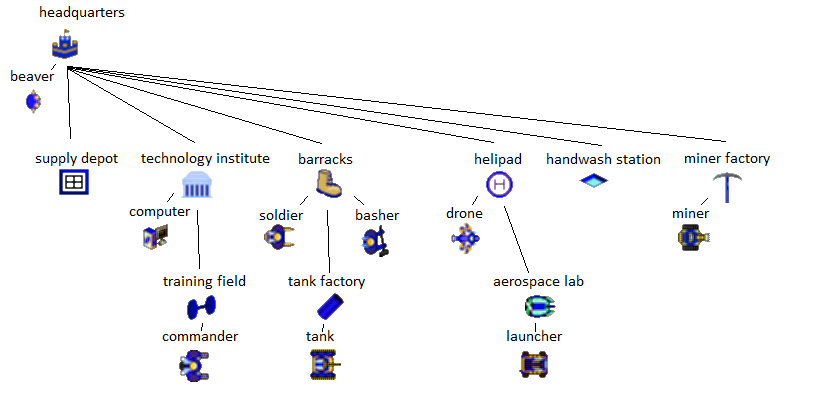 headquarters
beaver
supply depot technology institute barracks helipad handwash station miner factory
H
computer soldier basher drone miner
training field tank factory aerospace lab
commander tank launcher